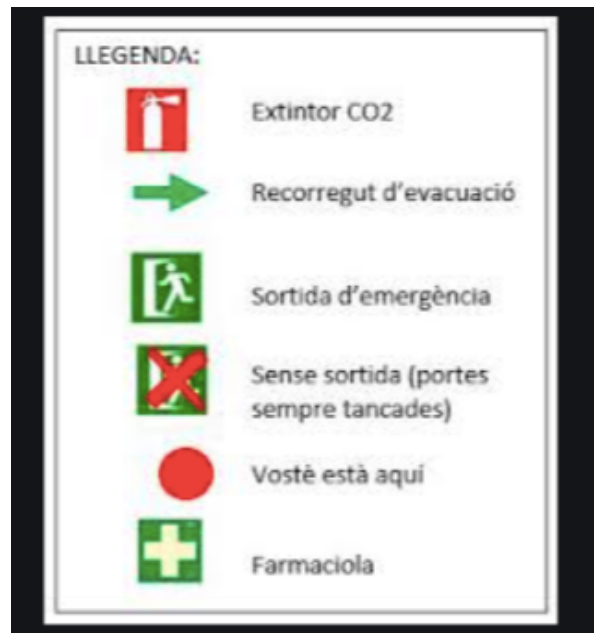 LLEGENDA:
Extintor CO2
Recorregut d'evacuació
Sortida d'emergència
Sense sortida (portes
sempre tancades)
Vostè està aquí
Farmaciola